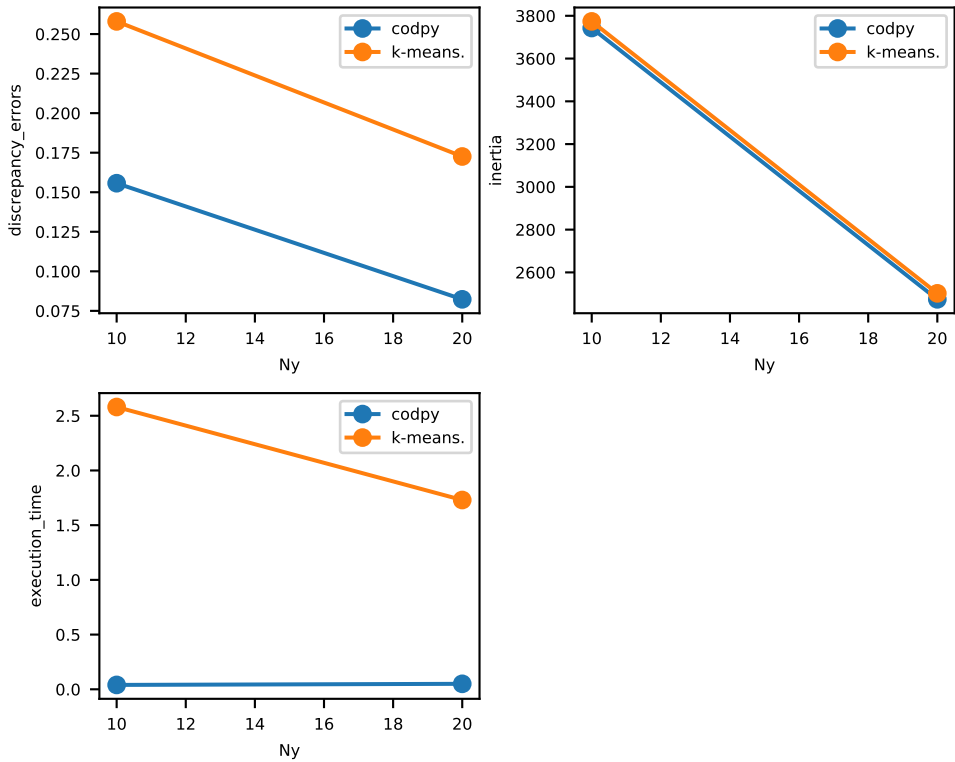 codpy
k-means.
0.250
0.225
0.200
0.175
0.150
0.125
0.100
0.075
discrepancy_errors
10 12 14 16 18 20
Ny
codpy
k-means.
3800
3600
3400
3200
3000
2800
2600
inertia
10 12 14 16 18 20
Ny
codpy
k-means.
2.5
2.0
1.5
1.0
0.5
0.0
execution_time
10 12 14 16 18 20
Ny